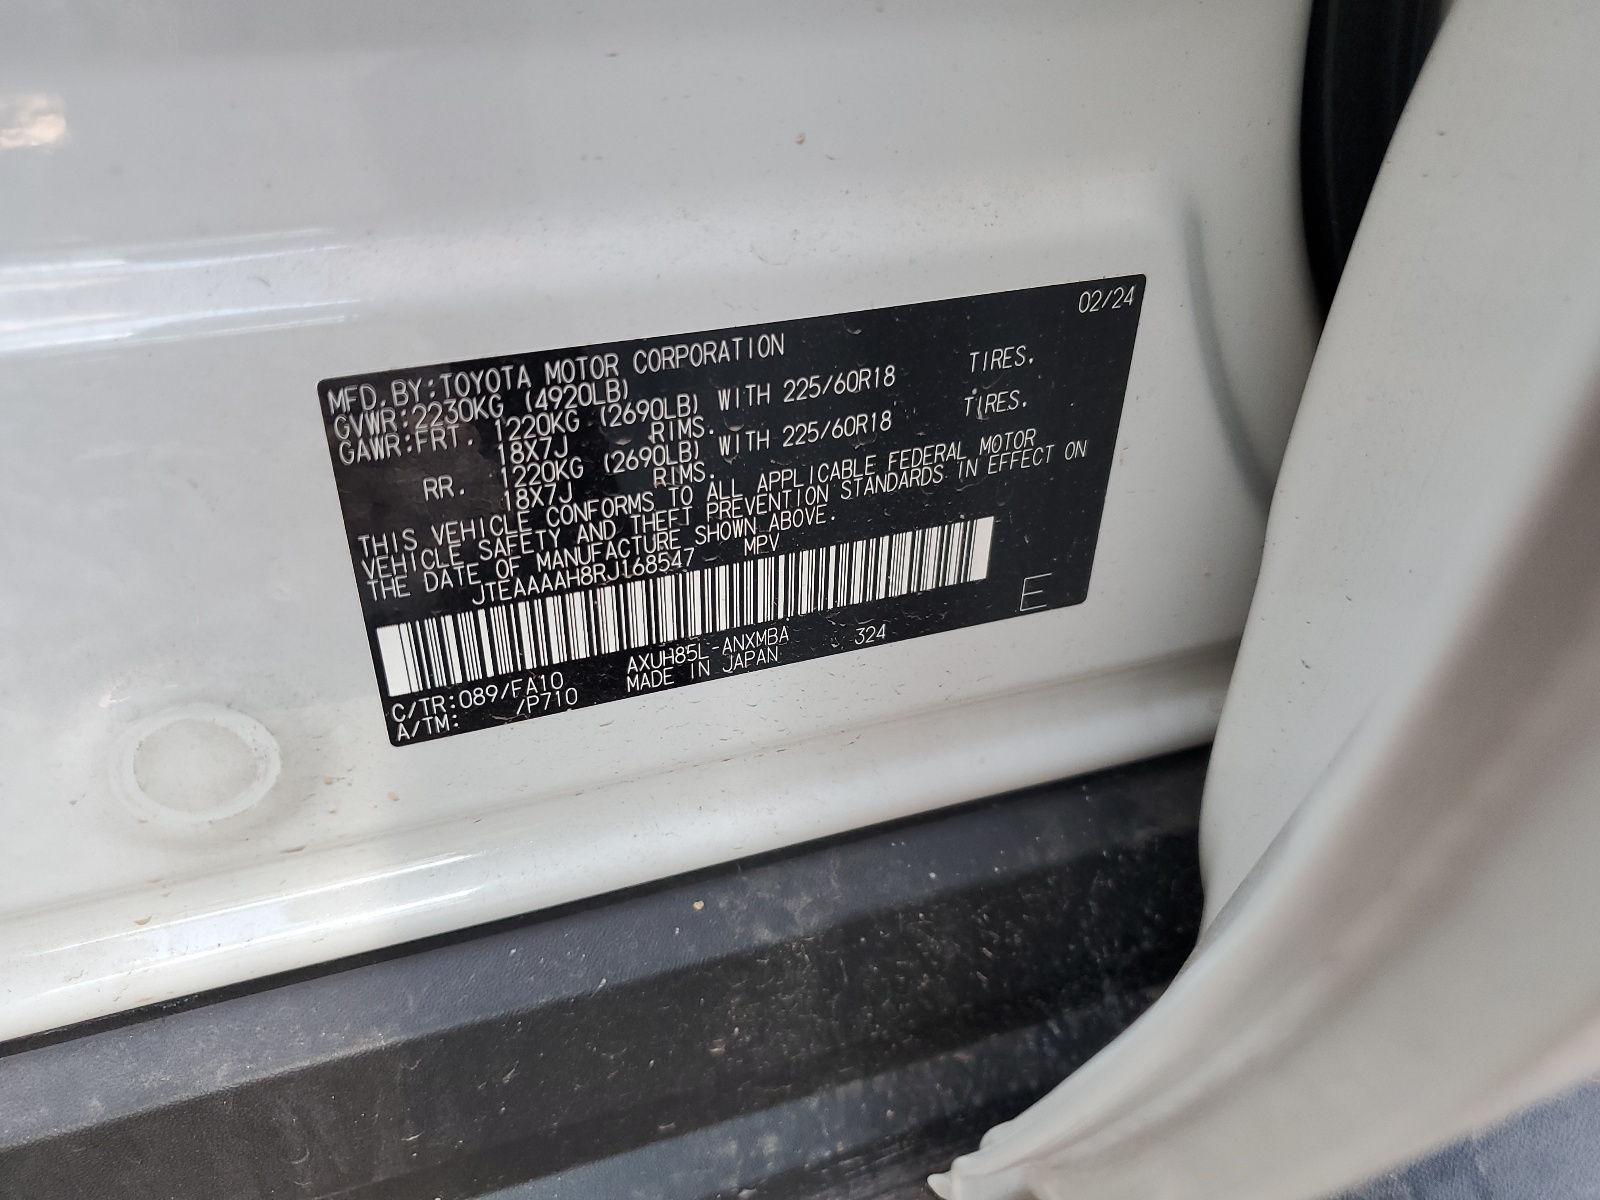 02/24
MFD.BY:TOYOTA MOTOR CORPORATION
GVWR:2230KG (4920LB)
GAWR:FRT. 1220KG (2690LB) WITH 225/60R18 TIRES.
18X7J RIMS.
RR. 1220KG (2690LB) WITH 225/60R18 TIRES.
18X7J RIMS.
THIS VEHICLE CONFORMS TO ALL APPLICABLE FEDERAL MOTOR
VEHICLE SAFETY AND THEFT PREVENTION STANDARDS IN EFFECT ON
THE DATE OF MANUFACTURE SHOWN ABOVE.
JTEAAAAH8RJ168547 MPV
E
C/TR:089/FA10 AXUH85L-ANXMBA 324
A/TM: /P710 MADE IN JAPAN